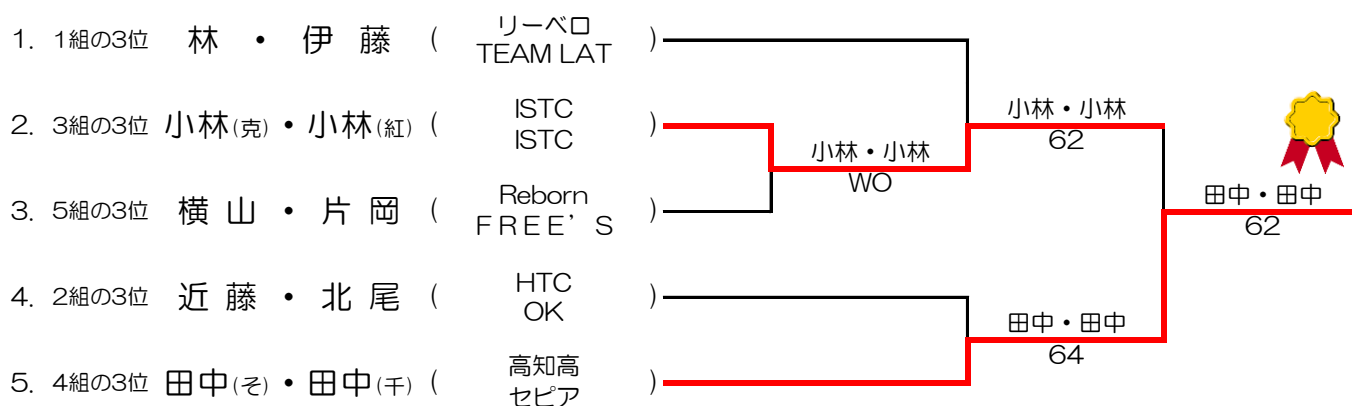 1. 1組の3位 林 ・ 伊 藤 ( リーベロ TEAM LAT )
2. 3組の3位 小林(克)・小林(紅) ( ISTC ISTC )
3. 5組の3位 横 山 ・ 片 岡 ( Reborn FREE'S )
4. 2組の3位 近 藤 ・ 北 尾 ( HTC OK )
5. 4組の3位 田中(そ)・田中(千) ( 高知高 セピア )
小林・小林
WO
小林・小林
62
田中・田中
64
田中・田中
62